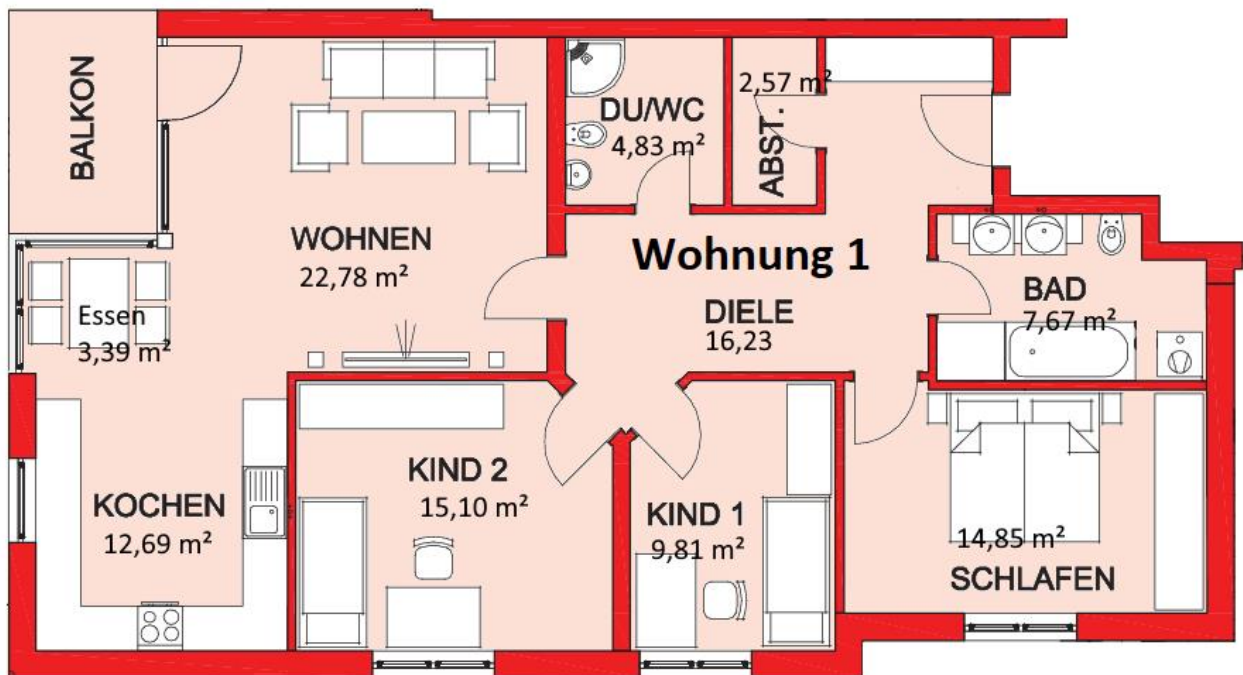 BALKON
DU/WC
4,83 m²
2,57 m²
ABST.
WOHNEN
22,78 m²
Wohnung 1
DIELE
16,23
BAD
7,67 m²
Essen
3,39 m²
KOCHEN
12,69 m²
KIND 2
15,10 m²
KIND 1
9,81 m²
14,85 m²
SCHLAFEN